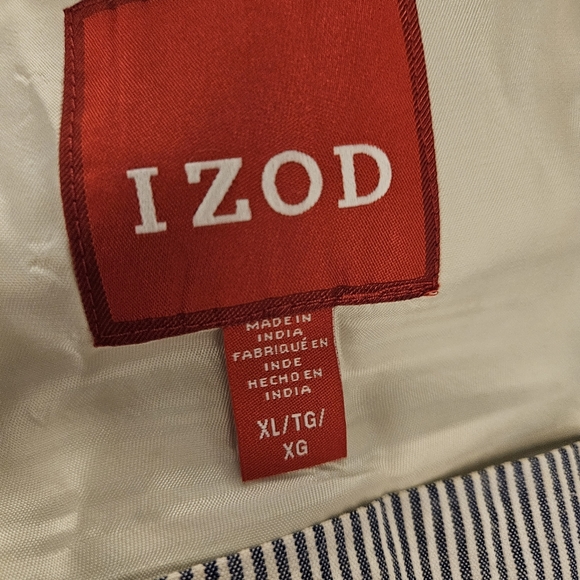 IZOD
MADE IN
INDIA
FABRIQUÉ EN
INDE
HECHO EN
INDIA
XL/TG/
XG